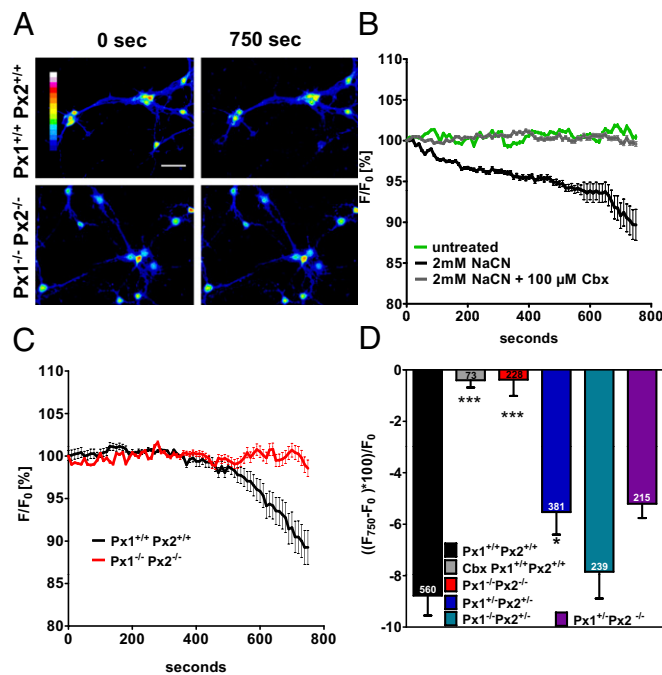 A
0 sec 750 sec
Px1+/+ Px2+/+
Px1-/- Px2-/-
B
110
105
100
95
90
85
80
F/F0 [%]
untreated
2mM NaCN
2mM NaCN + 100 µM Cbx
0 200 400 600 800
seconds
C
110
105
100
95
90
85
80
F/F0 [%]
Px1+/+ Px2+/+
Px1-/- Px2-/-
0 200 400 600 800
seconds
D
0
-2
-4
-6
-8
-10
((F750-F0 )*100)/F0
560
73
***
228
***
381
*
239
215
Px1+/+Px2+/+
Cbx Px1+/+Px2+/+
Px1-/-Px2-/-
Px1+/-Px2+/-
Px1-/-Px2+/-
Px1+/-Px2 -/-